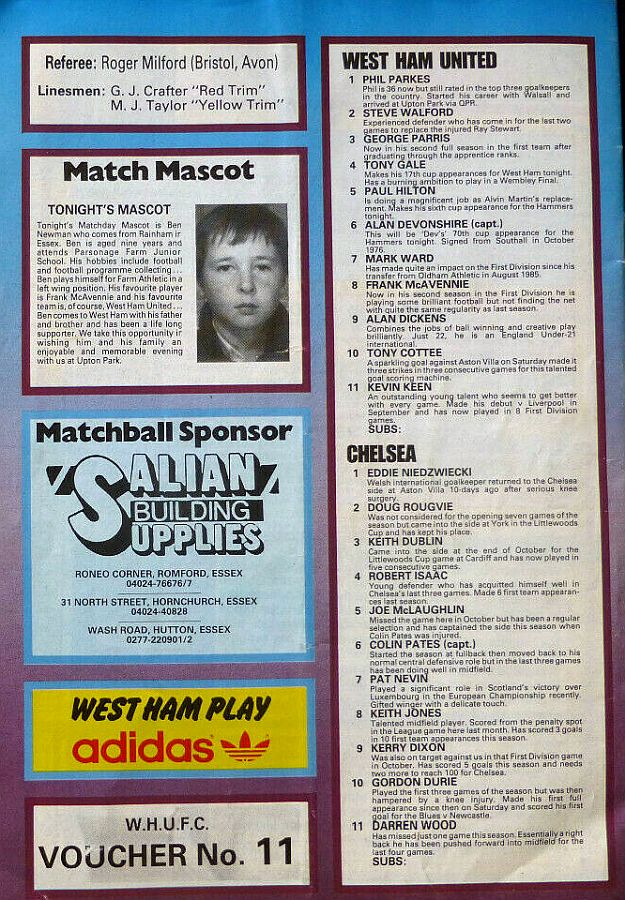 Referee: Roger Milford (Bristol, Avon)
Linesmen: G. J. Crafter "Red Trim"
M. J. Taylor "Yellow Trim"
Match Mascot
TONIGHT'S MASCOT
Tonight's Matchday Mascot is Ben
Newman who comes from Rainham ir
Essex. Ben is aged nine years and
attends Parsonage Farm Junior
School. His hobbies include football
and football programme collecting...
Ben plays himself for Farm Athletic in a
left wing position. His favourite player
is Frank McAvennie and his favourite
team is, of course, West Ham United...
Ben comes to West Ham with his father
and brother and has been a life long
supporter. We take this opportunity ir
wishing him and his family an
enjoyable and memorable evening
with us at Upton Park.
Matchball Sponsor
SALIAN
BUILDING
SUPPLIES
RONEO CORNER, ROMFORD, ESSEX
04024-76676/7
31 NORTH STREET, HORNCHURCH, ESSEX
04024-40828
WASH ROAD, HUTTON, ESSEX
0277-220901/2
WEST HAM PLAY
adidas
W.H.U.F.C.
VOUCHER No. 11
WEST HAM UNITED
1 PHIL PARKES
Phil is 36 now but still rated in the top three goalkeepers
in the country. Started his career with Walsall and
arrived at Upton Park via QPR.
2 STEVE WALFORD
Experienced defender who has come in for the last two
games to replace the injured Ray Stewart.
3 GEORGE PARRIS
Now in his second full season in the first team after
graduating through the apprentice ranks.
4 TONY GALE
Makes his 17th cup appearances for West Ham tonight.
Has a burning ambition to play in a Wembley Final.
5 PAUL HILTON
Is doing a magnificent job as Alvin Martin's replace-
ment. Makes his sixth cup appearance for the Hammers
tonight.
6 ALAN DEVONSHIRE (capt.)
This will be 'Dev's' 70th cup appearance for the
Hammers tonight. Signed from Southall in October
1976.
7 MARK WARD
Has made quite an impact on the First Division since his
transfer from Oldham Athletic in August 1985.
8 FRANK McAVENNIE
Now in his second season in the First Division he is
playing some brilliant football but not finding the net
with quite the same regularity as last season.
9 ALAN DICKENS
Combines the jobs of ball winning and creative play
brilliantly. Just 22, he is an England Under-21
international.
10 TONY COTTEE
A sparkling goal against Aston Villa on Saturday made it
three strikes in three consecutive games for this talented
goal scoring machine.
11 KEVIN KEEN
An outstanding young talent who seems to get better
with every game. Made his debut v Liverpool in
September and has now played in 8 First Division
games.
SUBS:
CHELSEA
1 EDDIE NIEDZWIECKI
Welsh international goalkeeper returned to the Chelsea
side at Aston Villa 10-days ago after serious knee
surgery.
2 DOUG ROUGVIE
Was not considered for the opening seven games of the
season but came into the side at York in the Littlewoods
Cup and has kept his place.
3 KEITH DUBLIN
Came into the side at the end of October for the
Littlewoods Cup game at Cardiff and has now played in
five consecutive games.
4 ROBERT ISAAC
Young defender who has acquitted himself well in
Chelsea's last three games. Made 6 first team appearan-
ces last season.
5 JOE McLAUGHLIN
Missed the game here in October but has been a regular
selection and has captained the side this season when
Colin Pates was injured.
6 COLIN PATES (capt.)
Started the season at fullback then moved back to his
normal central defensive role but in the last three games
has been doing well in midfield.
7 PAT NEVIN
Played a significant role in Scotland's victory over
Luxembourg in the European Championship recently.
Gifted winger with a delicate touch.
8 KEITH JONES
Talented midfield player. Scored from the penalty spot
in the League game here last month. Has scored 3 goals
in 10 first team appearances this season.
9 KERRY DIXON
Was also on target against us in that First Division game
in October. Has scored 5 goals this season and needs
two more to reach 100 for Chelsea.
10 GORDON DURIE
Played the first three games of the season but was then
hampered by a knee injury. Made his first full
appearance since then on Saturday and scored his first
goal for the Blues v Newcastle.
11 DARREN WOOD
Has missed just one game this season. Essentially a right
back he has been pushed forward into midfield for the
last four games.
SUBS: